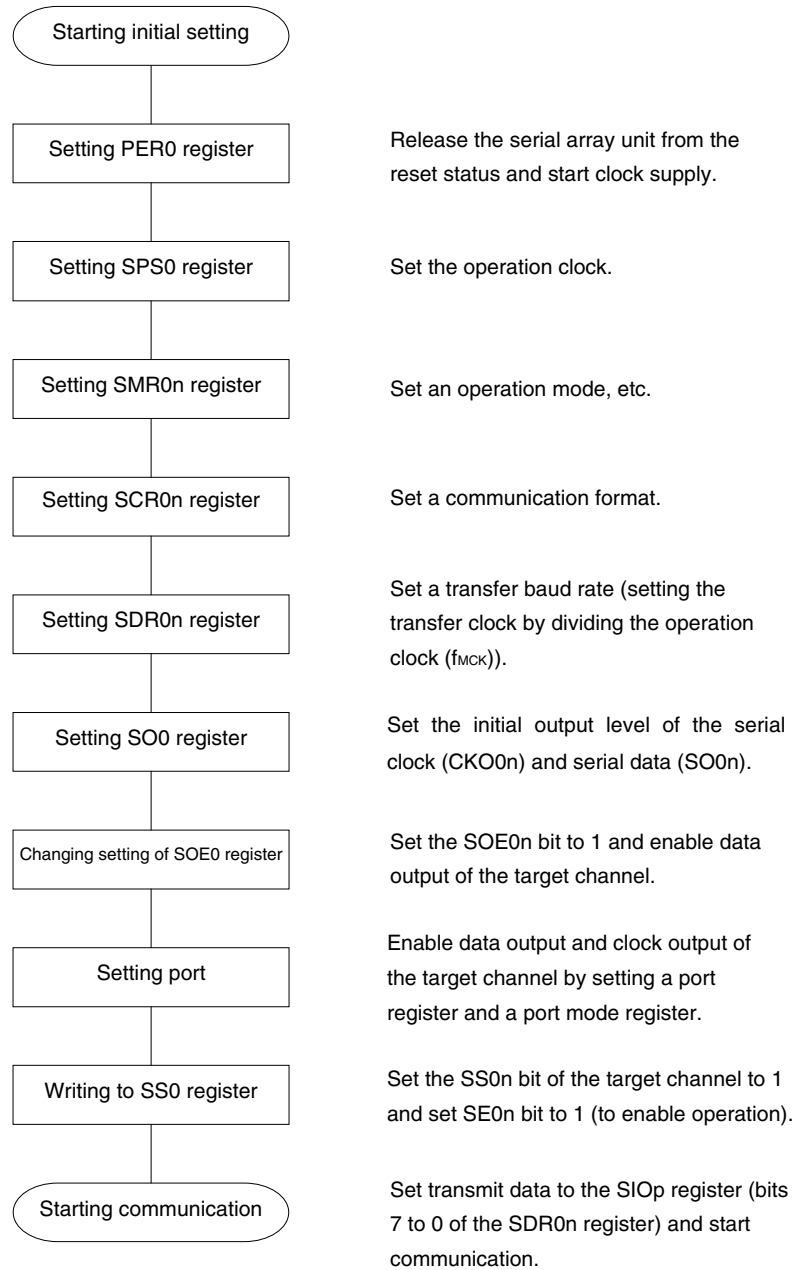 Starting initial setting
Setting PER0 register
Release the serial array unit from the
reset status and start clock supply.
Setting SPS0 register
Set the operation clock.
Setting SMR0n register
Set an operation mode, etc.
Setting SCR0n register
Set a communication format.
Setting SDR0n register
Set a transfer baud rate (setting the
transfer clock by dividing the operation
clock (fMCK)).
Setting SO0 register
Set the initial output level of the serial
clock (CKO0n) and serial data (SO0n).
Changing setting of SOE0 register
Set the SOE0n bit to 1 and enable data
output of the target channel.
Setting port
Enable data output and clock output of
the target channel by setting a port
register and a port mode register.
Writing to SS0 register
Set the SS0n bit of the target channel to 1
and set SE0n bit to 1 (to enable operation).
Starting communication
Set transmit data to the SIOp register (bits
7 to 0 of the SDR0n register) and start
communication.